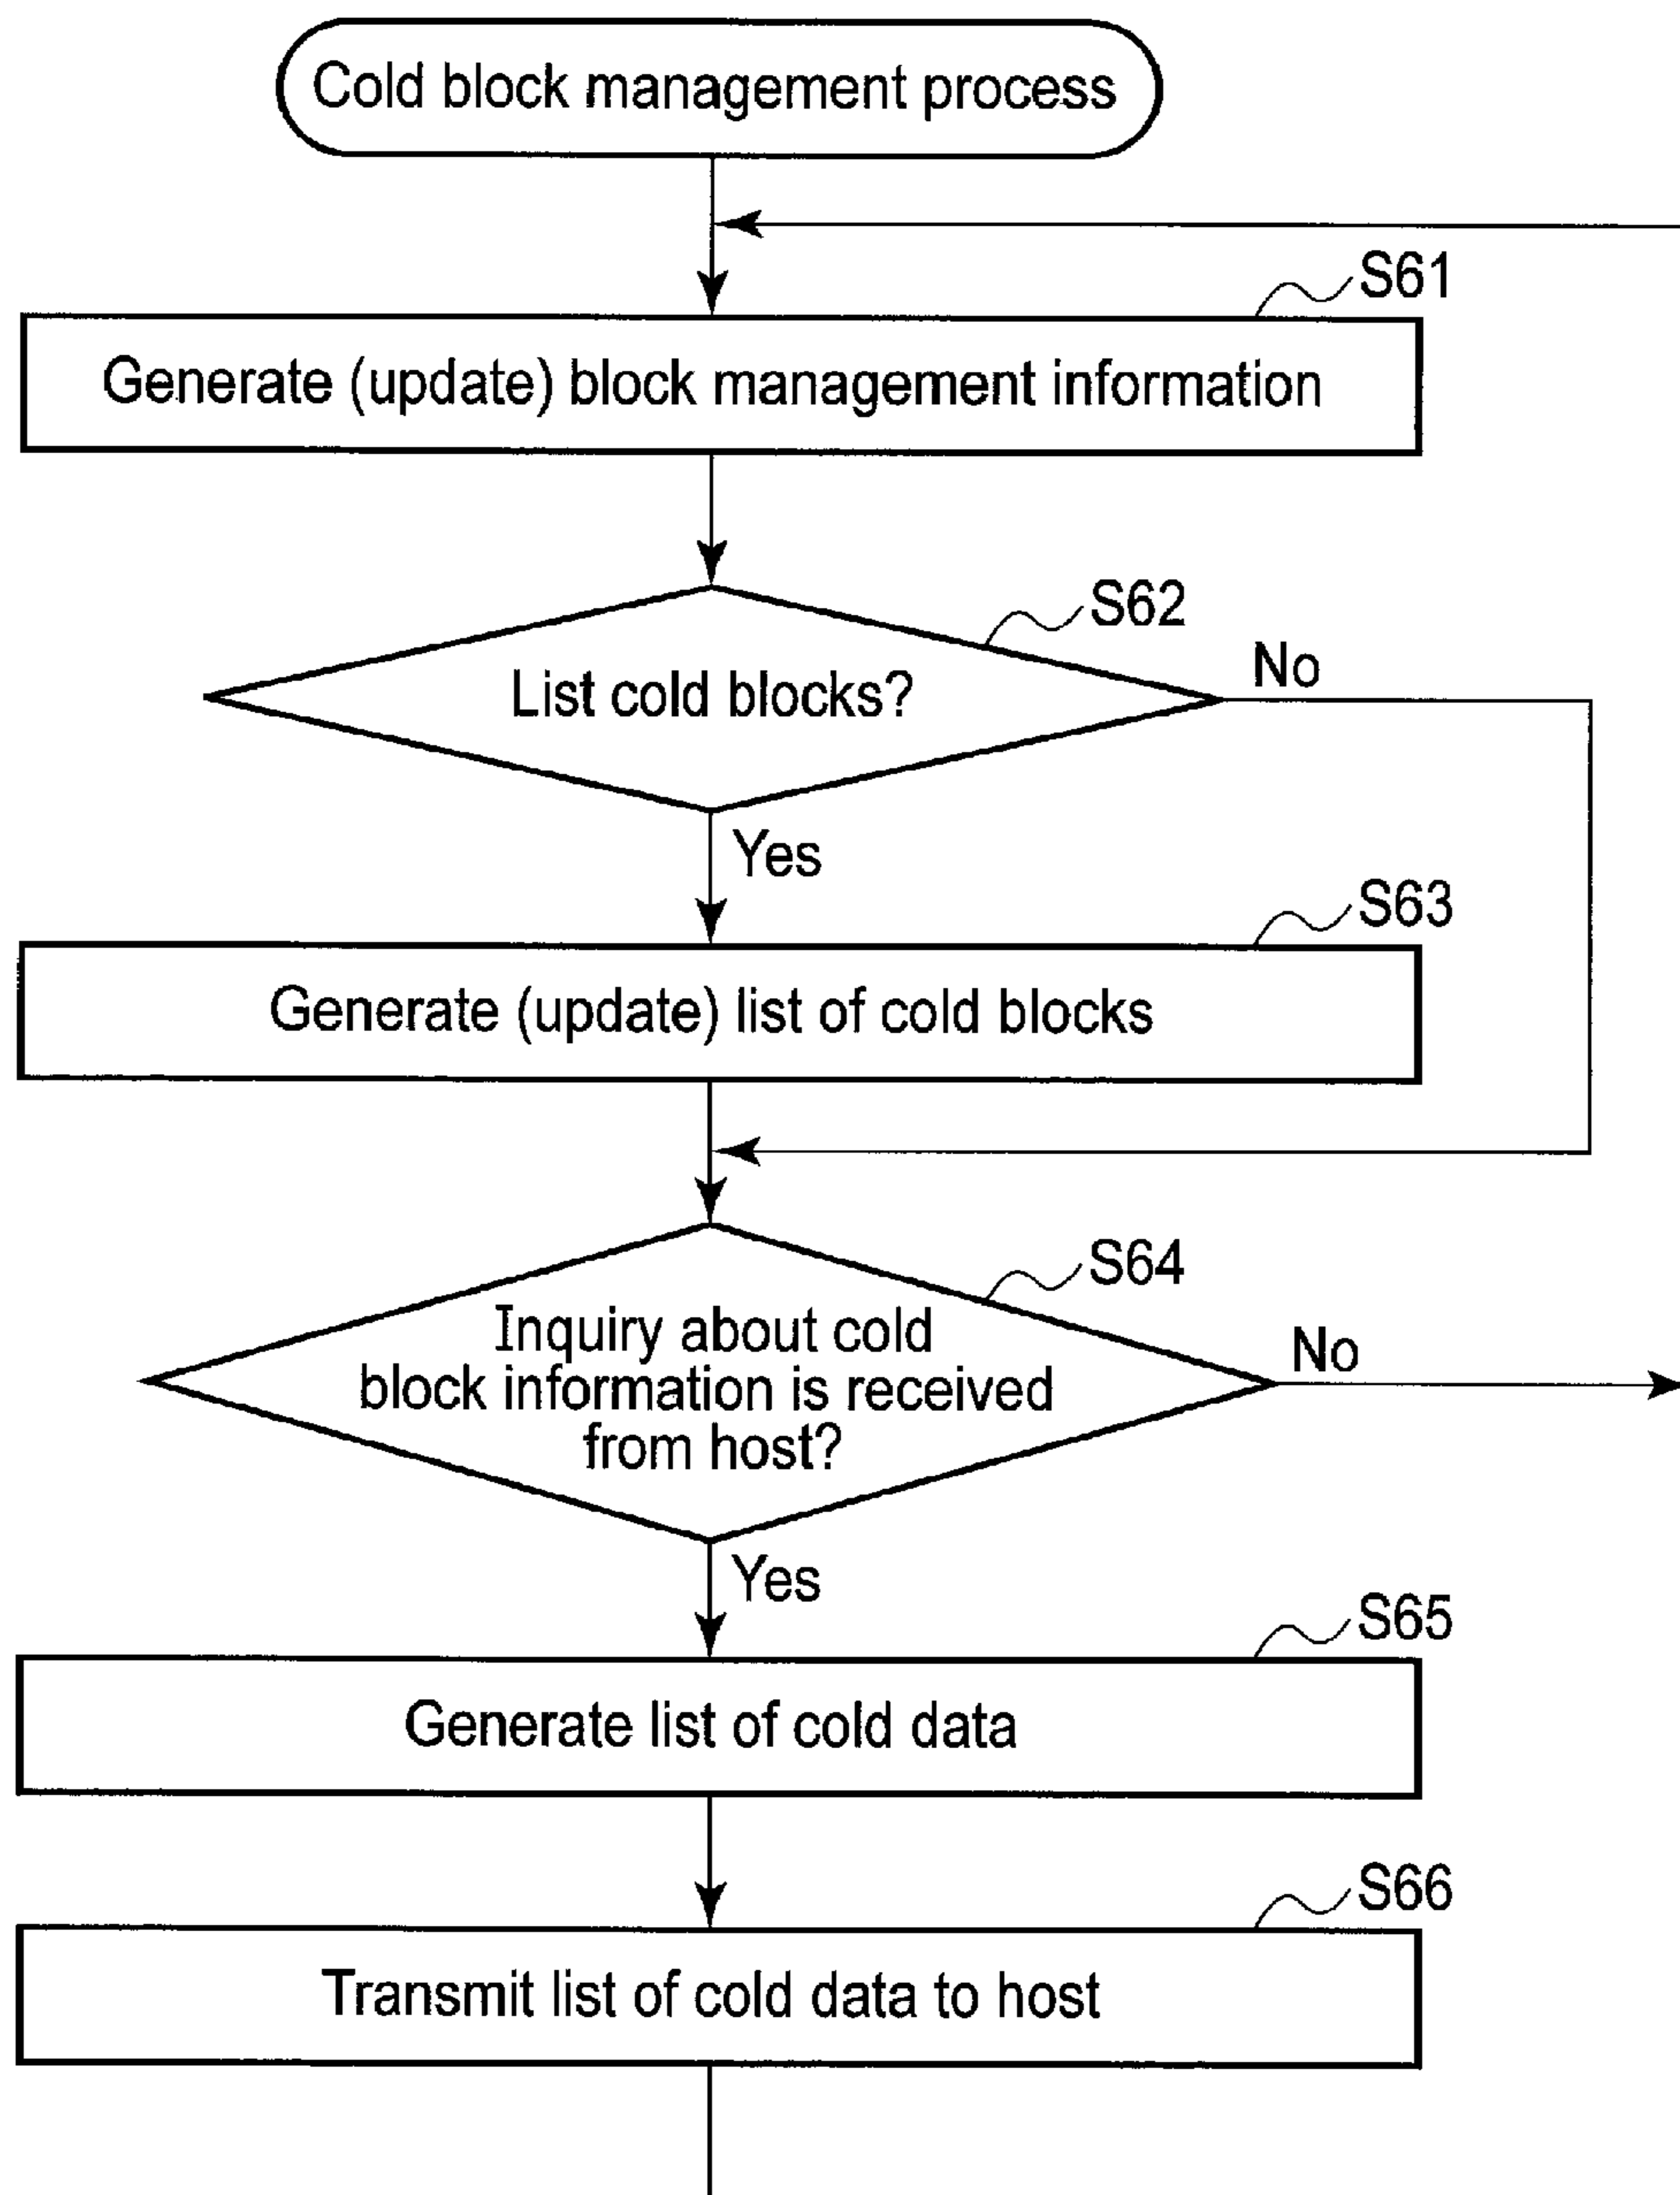 Cold block management process
S61
Generate (update) block management information
S62
List cold blocks?
No
Yes
S63
Generate (update) list of cold blocks
S64
Inquiry about cold
block information is received
from host?
No
Yes
S65
Generate list of cold data
S66
Transmit list of cold data to host